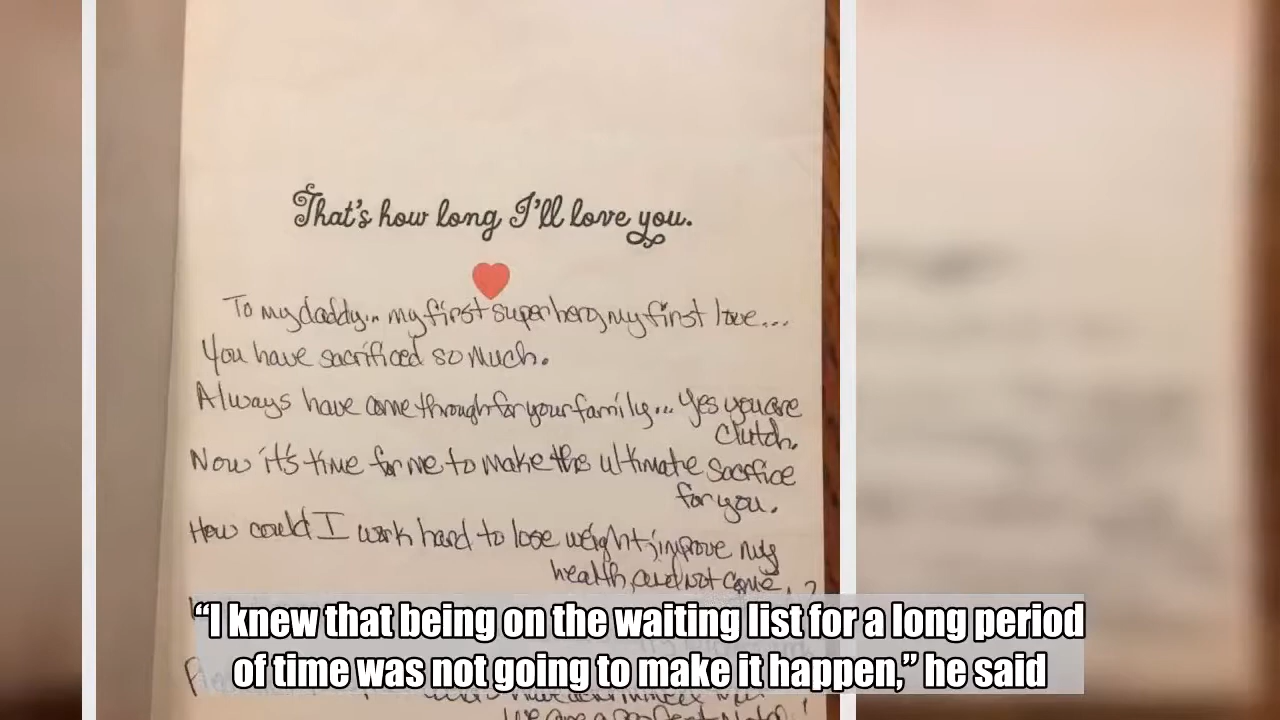 That's how long I'll love you.
To my daddy... my first superhero, my first love...
You have sacrificed so much.
Always have come through for your family... yes you are
clutch.
Now it's time for me to make the ultimate sacrifice
for you.
How could I work hard to lose weight, improve my
health, and not come
“I knew that being on the waiting list for a long period
of time was not going to make it happen,” he said
we are a perfect match!